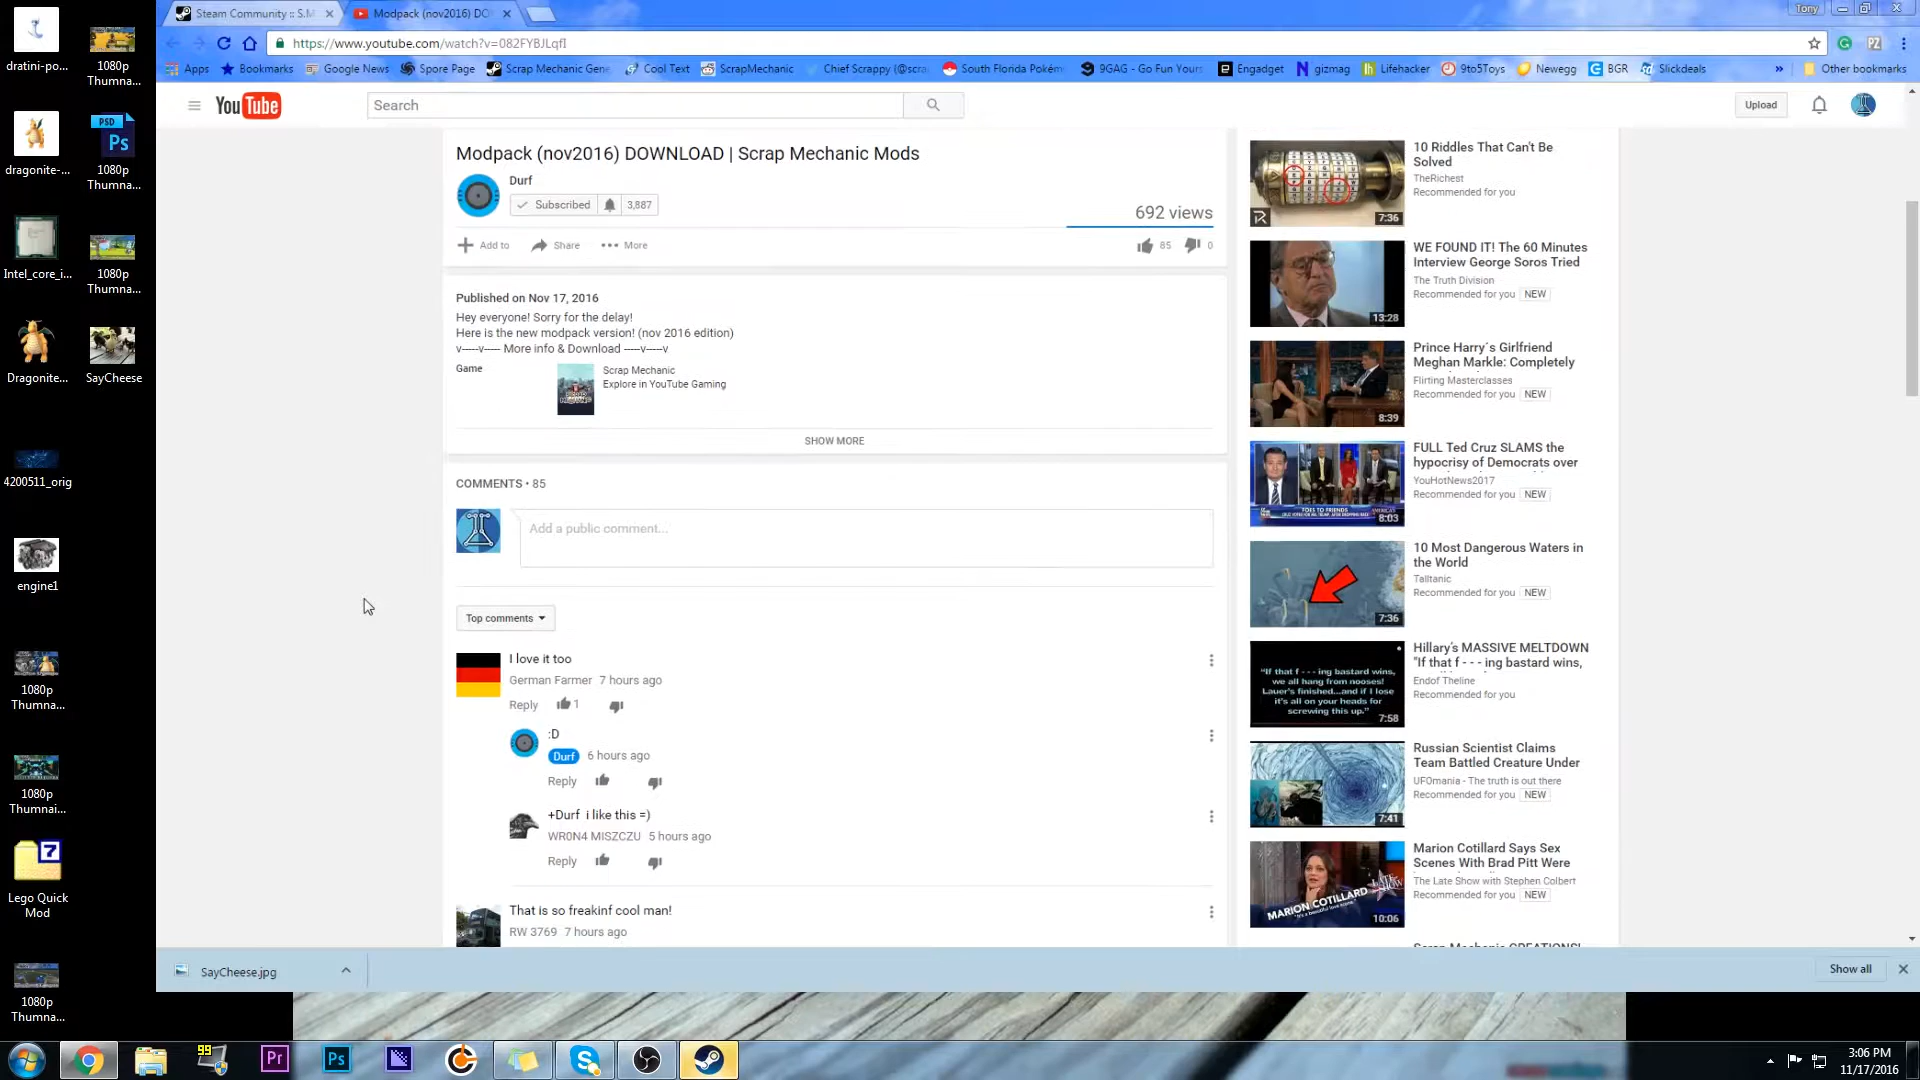 Steam Community :: S.M
Modpack (nov2016) DO
Tony
https://www.youtube.com/watch?v=082FYBJLqfI
Apps
Bookmarks
Google News
Spore Page
Scrap Mechanic Gene
Cool Text
ScrapMechanic
Chief Scrappy (@scra
South Florida Pokém
9GAG - Go Fun Yours
Engadget
gizmag
Lifehacker
9to5Toys
Newegg
BGR
Slickdeals
»
Other bookmarks
YouTube
Search
Upload
Modpack (nov2016) DOWNLOAD | Scrap Mechanic Mods
Durf
Subscribed
3,887
692 views
Add to
Share
More
85
0
Published on Nov 17, 2016
Hey everyone! Sorry for the delay!
Here is the new modpack version! (nov 2016 edition)
v-----v----- More info & Download -----v-----v
Game
Scrap Mechanic
Explore in YouTube Gaming
SHOW MORE
COMMENTS • 85
Add a public comment...
Top comments
I love it too
German Farmer 7 hours ago
Reply
1
:D
Durf 6 hours ago
Reply
+Durf i like this =)
WR0N4 MISZCZU 5 hours ago
Reply
That is so freakinf cool man!
RW 3769 7 hours ago
10 Riddles That Can't Be
Solved
TheRichest
Recommended for you
7:36
WE FOUND IT! The 60 Minutes
Interview George Soros Tried
The Truth Division
Recommended for you NEW
13:28
Prince Harry´s Girlfriend
Meghan Markle: Completely
Flirting Masterclasses
Recommended for you NEW
8:39
FULL Ted Cruz SLAMS the
hypocrisy of Democrats over
YouHotNews2017
Recommended for you NEW
8:03
10 Most Dangerous Waters in
the World
Talltanic
Recommended for you NEW
7:36
Hillary's MASSIVE MELTDOWN
"If that f - - - ing bastard wins,
Endof Theline
Recommended for you
"If that f - - - ing bastard wins,
we all hang from nooses!
Lauer's finished...and if I lose
it's all on your heads for
screwing this up."
7:58
Russian Scientist Claims
Team Battled Creature Under
UFOmania - The truth is out there
Recommended for you NEW
7:41
Marion Cotillard Says Sex
Scenes With Brad Pitt Were
The Late Show with Stephen Colbert
Recommended for you NEW
MARION COTILLARD
10:06
dratini-po...
1080p
Thumna...
dragonite-...
PSD
Ps
1080p
Thumna...
Intel_core_i...
1080p
Thumna...
Dragonite...
SayCheese
4200511_orig
engine1
1080p
Thumna...
1080p
Thumnai...
7
Lego Quick
Mod
1080p
Thumna...
SayCheese.jpg
Show all
99
Pr
Ps
3:06 PM
11/17/2016